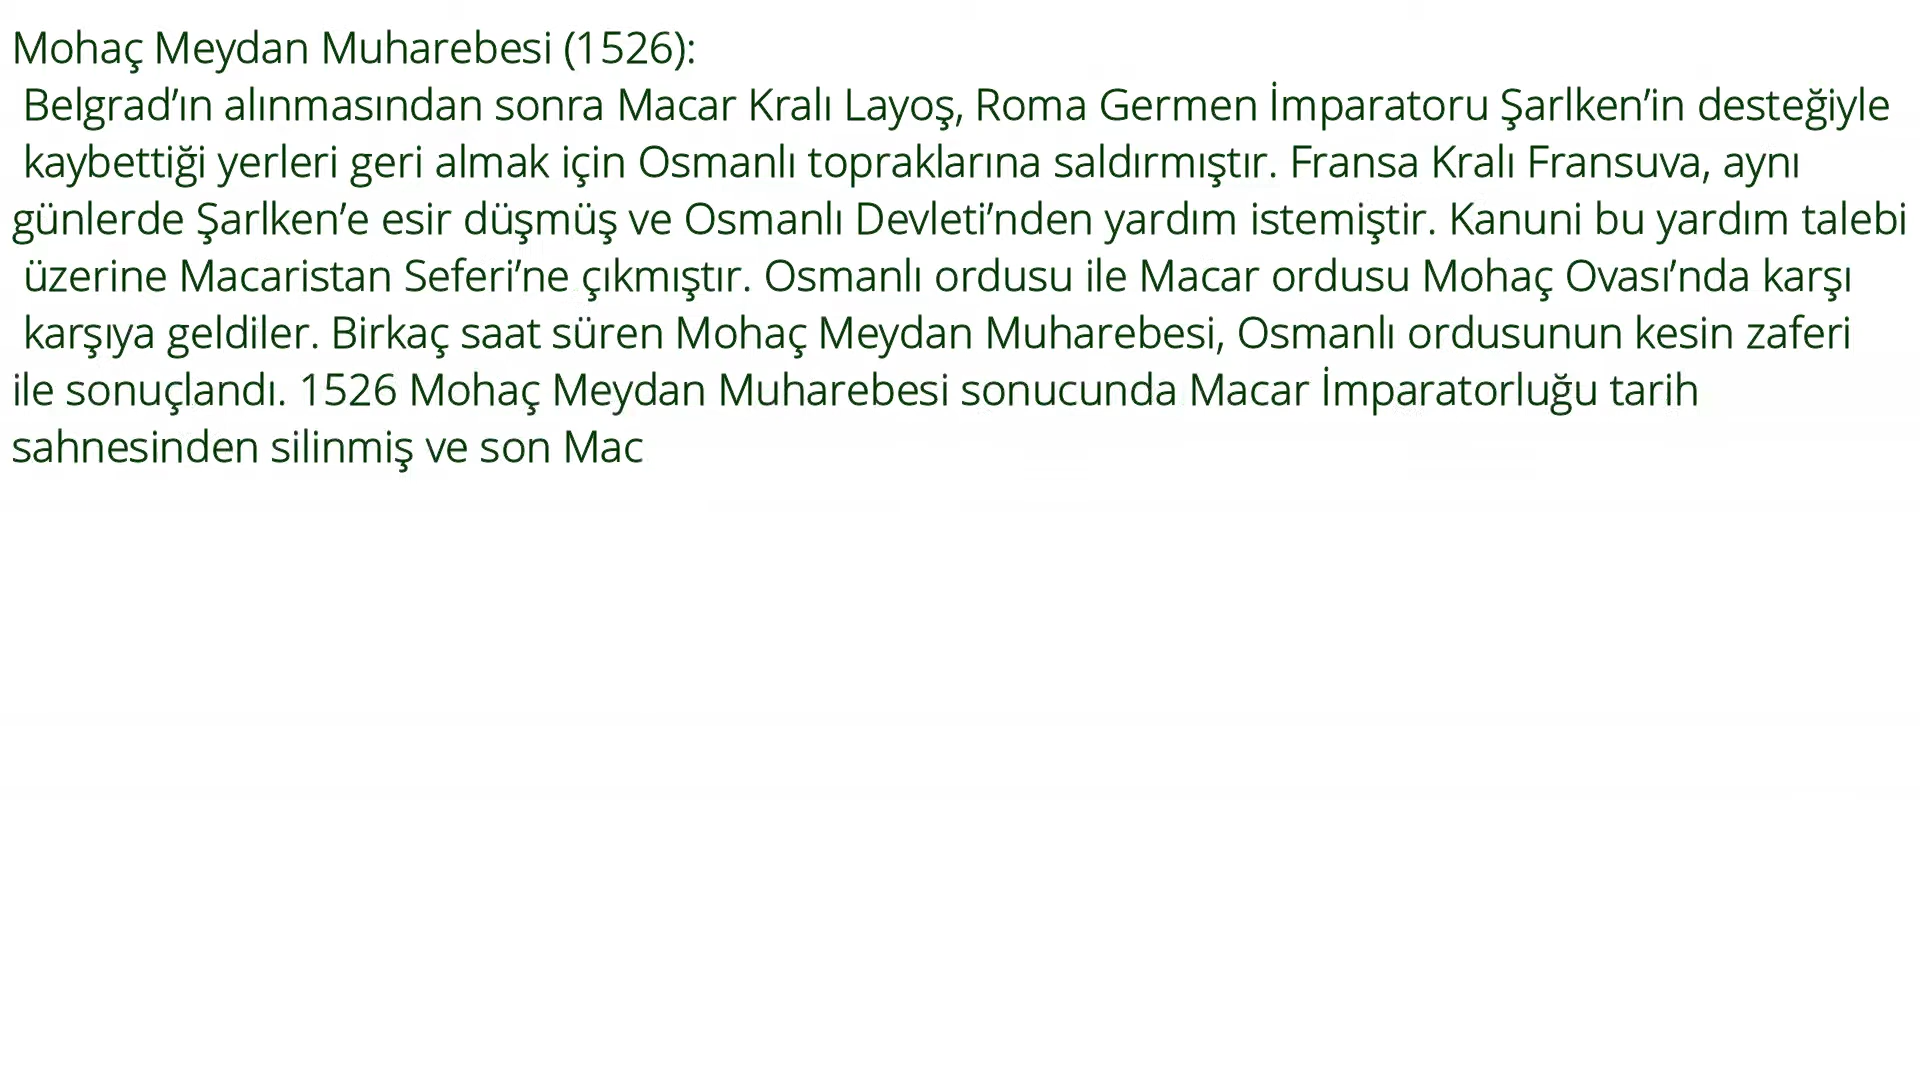 Mohaç Meydan Muharebesi (1526):
Belgrad’ın alınmasından sonra Macar Kralı Layoş, Roma Germen İmparatoru Şarlken’in desteğiyle
kaybettiği yerleri geri almak için Osmanlı topraklarına saldırmıştır. Fransa Kralı Fransuva, aynı
günlerde Şarlken’e esir düşmüş ve Osmanlı Devleti’nden yardım istemiştir. Kanuni bu yardım talebi
üzerine Macaristan Seferi’ne çıkmıştır. Osmanlı ordusu ile Macar ordusu Mohaç Ovası’nda karşı
karşıya geldiler. Birkaç saat süren Mohaç Meydan Muharebesi, Osmanlı ordusunun kesin zaferi
ile sonuçlandı. 1526 Mohaç Meydan Muharebesi sonucunda Macar İmparatorluğu tarih
sahnesinden silinmiş ve son Mac